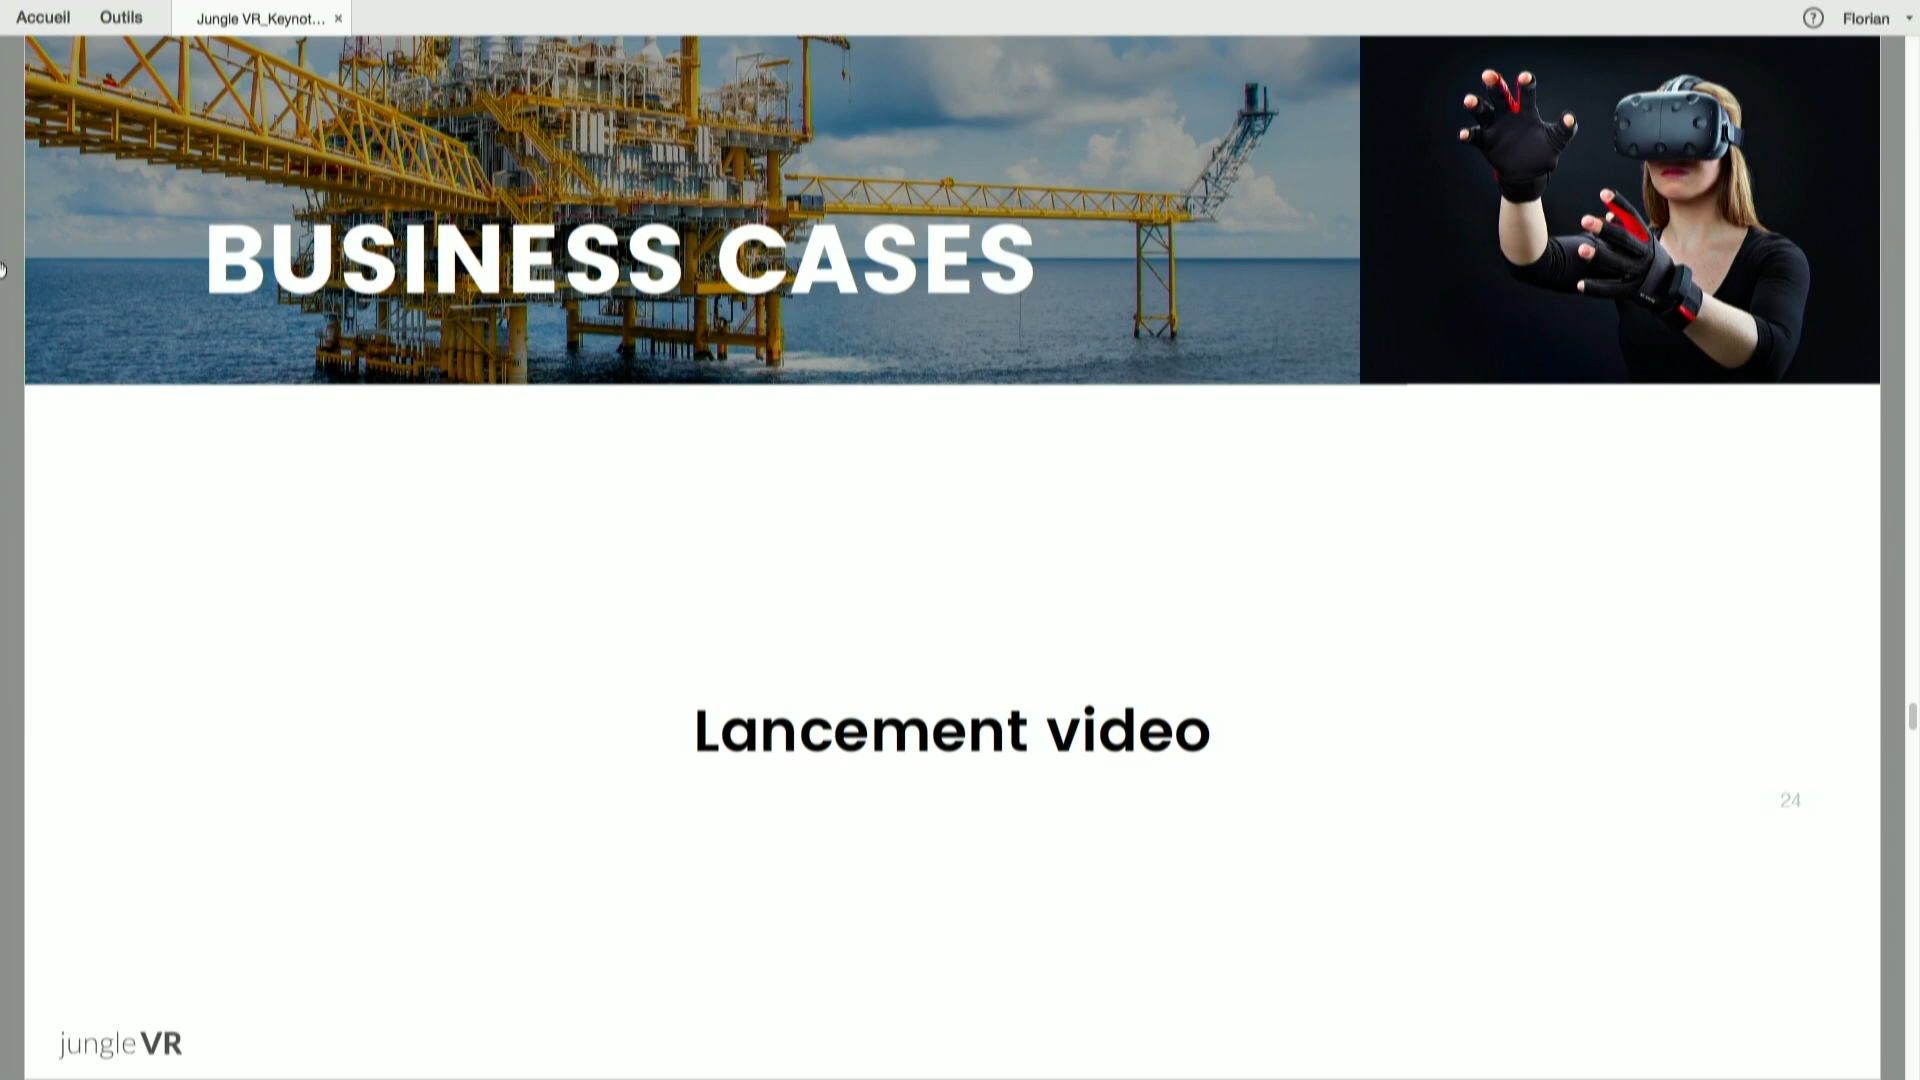 Accueil Outils Jungle VR_Keynot... × ? Florian
BUSINESS CASES
Lancement video
24
jungle VR